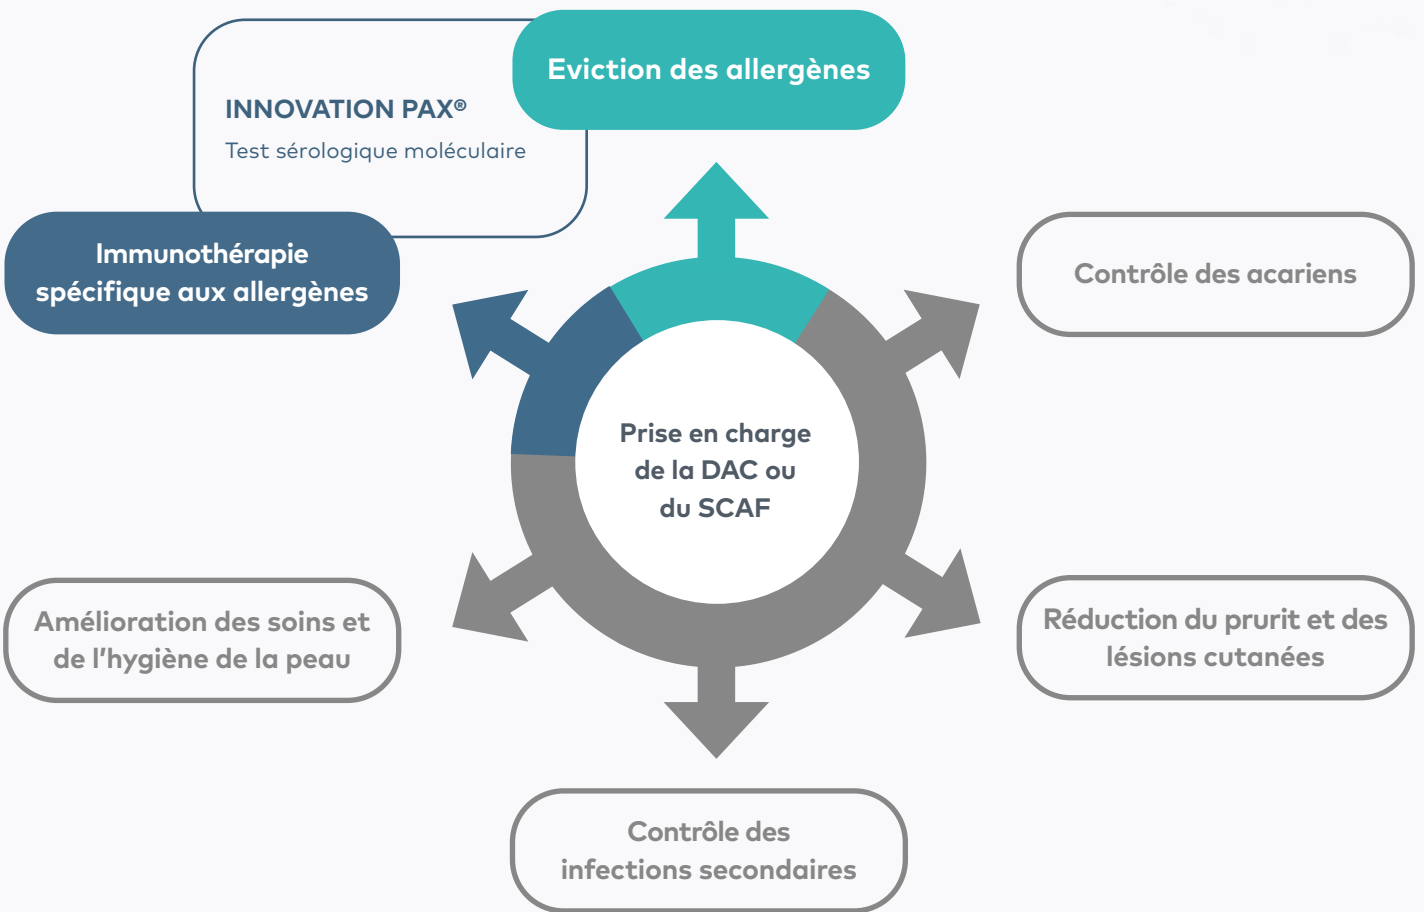 Eviction des allergènes
INNOVATION PAX®
Test sérologique moléculaire
Immunothérapie
spécifique aux allergènes
Contrôle des acariens
Prise en charge
de la DAC ou
du SCAF
Amélioration des soins et
de l'hygiène de la peau
Réduction du prurit et des
lésions cutanées
Contrôle des
infections secondaires